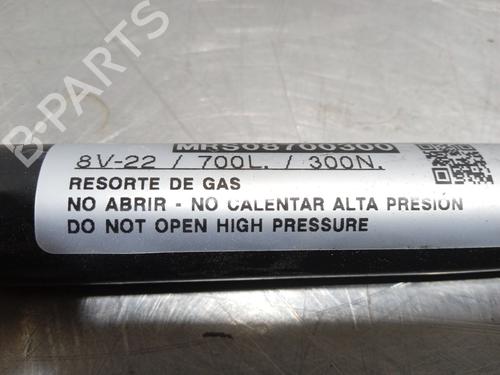 MRS08700300
8V-22 / 700L. / 300N.
RESORTE DE GAS
NO ABRIR - NO CALENTAR ALTA PRESION
DO NOT OPEN HIGH PRESSURE
B-PARTS